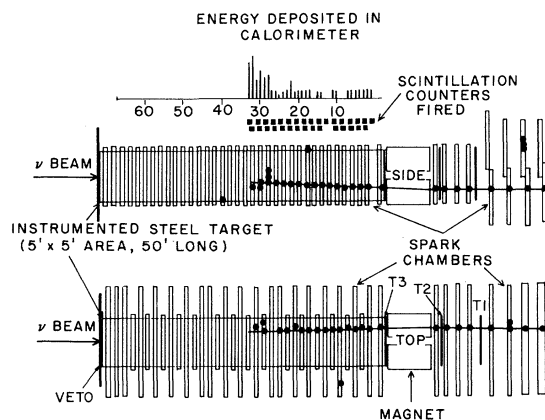 ENERGY DEPOSITED IN
CALORIMETER
60 50 40 30 20 10
SCINTILLATION
COUNTERS
FIRED
ν BEAM
SIDE
INSTRUMENTED STEEL TARGET
(5' x 5' AREA, 50' LONG)
SPARK
CHAMBERS
T3
T2
T1
ν BEAM
TOP
VETO
MAGNET